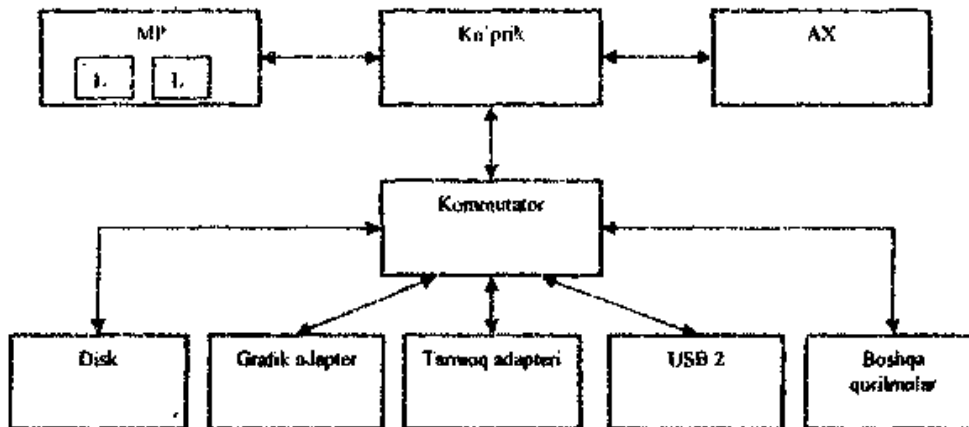 MP
Ko'prik
AX
L
L
Kommutator
Disk
Grafik adapter
Tarmoq adapteri
USB 2
Boshqa
qurilmalar